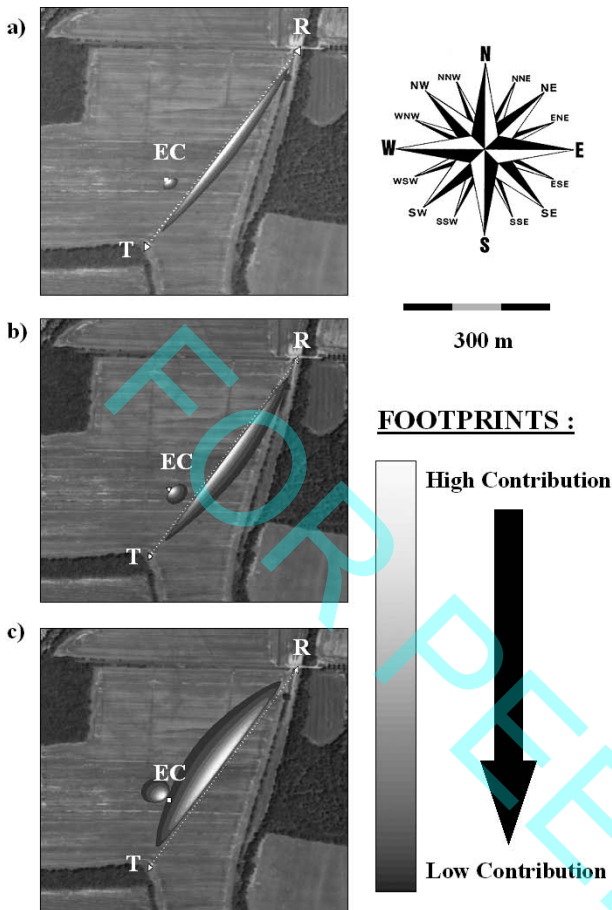 a)
R
EC
T
N
NNW
NNE
NW
NE
WNW
ENE
W
E
WSW
ESE
SW
SE
SSW
SSE
S
300 m
b)
R
EC
T
FOOTPRINTS :
High Contribution
Low Contribution
c)
R
EC
T
FOR PEE